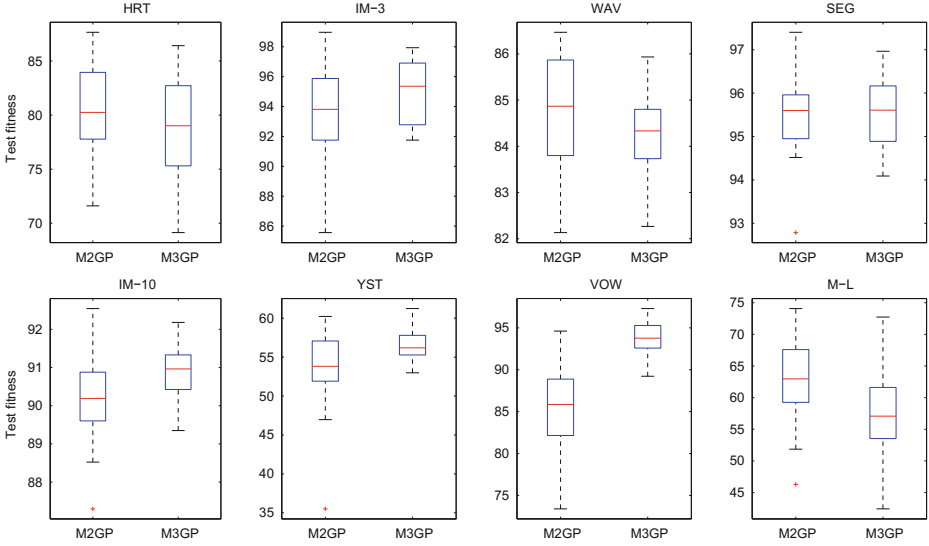 HRT
IM-3
WAV
SEG
Test fitness
85
80
75
70
98
96
94
92
90
88
86
86
85
84
83
82
97
96
95
94
93
M2GP
M3GP
M2GP
M3GP
M2GP
M3GP
M2GP
M3GP
IM-10
YST
VOW
M-L
Test fitness
92
91
90
89
88
60
55
50
45
40
35
95
90
85
80
75
75
70
65
60
55
50
45
M2GP
M3GP
M2GP
M3GP
M2GP
M3GP
M2GP
M3GP